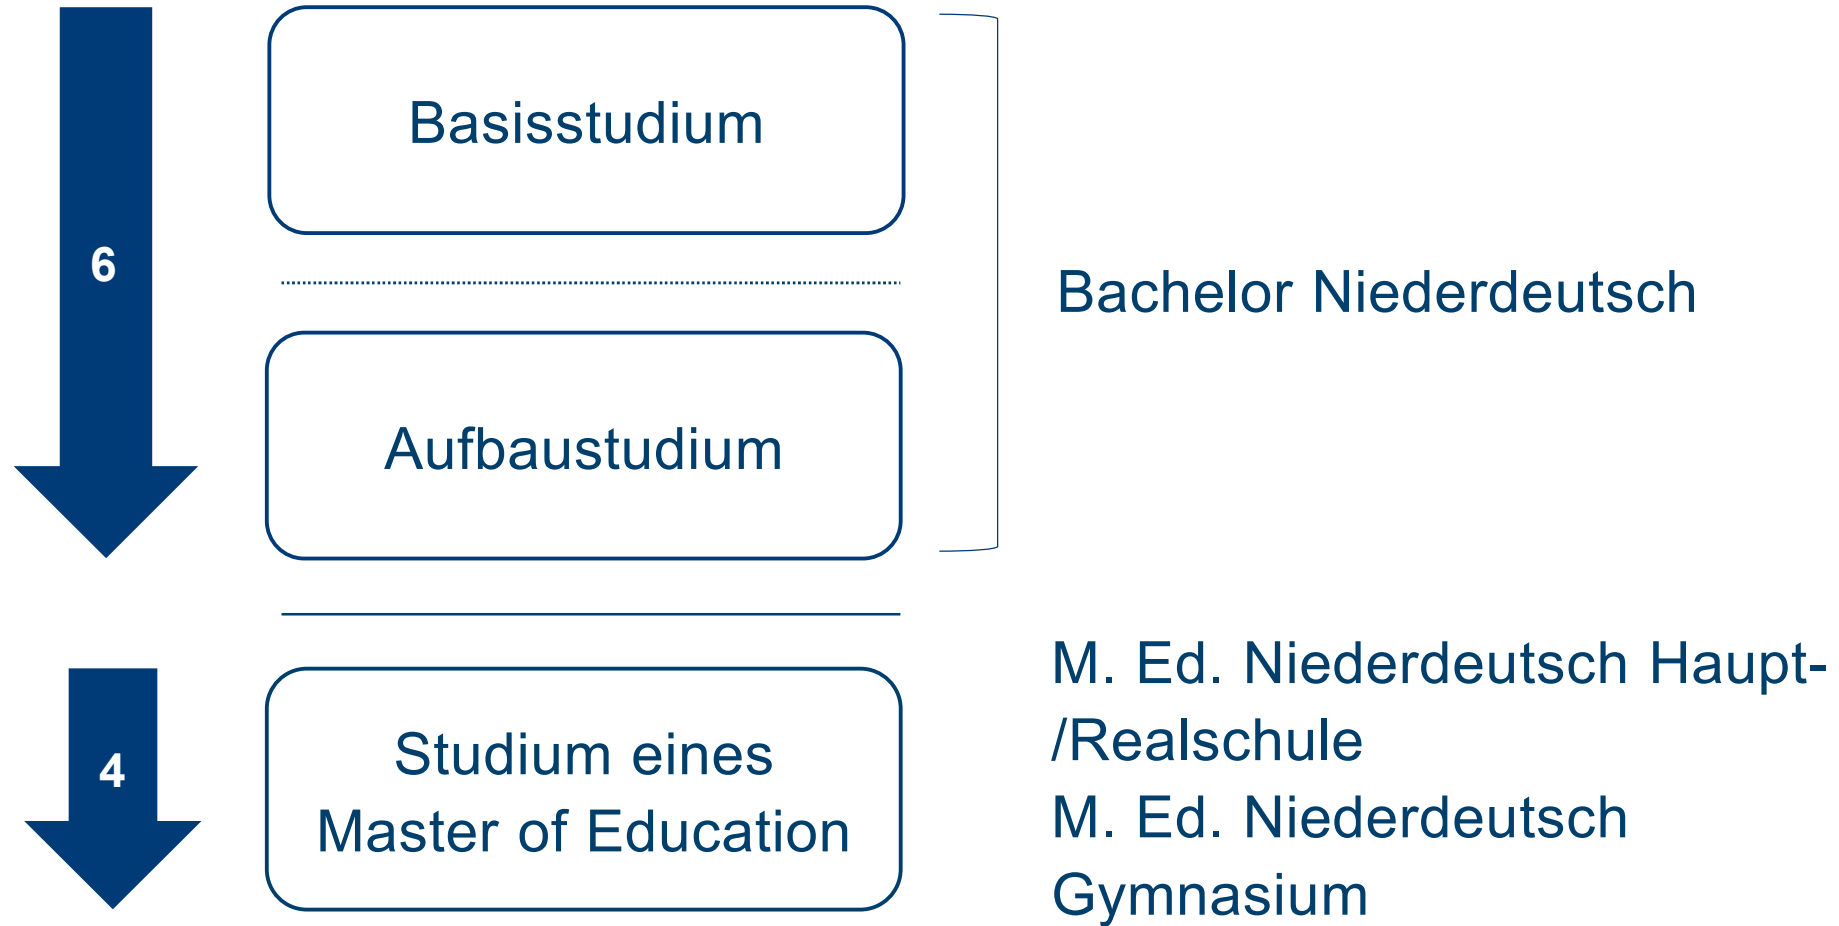 Basisstudium
6
Bachelor Niederdeutsch
Aufbaustudium
4
Studium eines
Master of Education
M. Ed. Niederdeutsch Haupt-
/Realschule
M. Ed. Niederdeutsch
Gymnasium